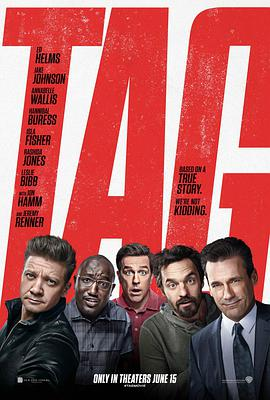 TAG
ED
HELMS
JAKE
JOHNSON
ANNABELLE
WALLIS
HANNIBAL
BURESS
ISLA
FISHER
RASHIDA
JONES
LESLIE
BIBB
WITH JON
HAMM
AND JEREMY
RENNER
BASED ON A
TRUE
STORY.
WE'RE NOT
KIDDING.
ONLY IN THEATERS JUNE 15
#TAGMOVIE